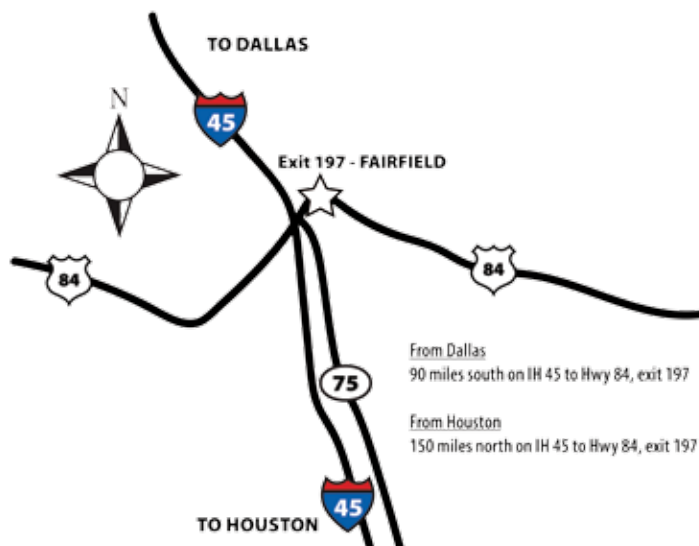 TO DALLAS
N
45
Exit 197 - FAIRFIELD
84
84
From Dallas
90 miles south on IH 45 to Hwy 84, exit 197
75
From Houston
150 miles north on IH 45 to Hwy 84, exit 197
45
TO HOUSTON